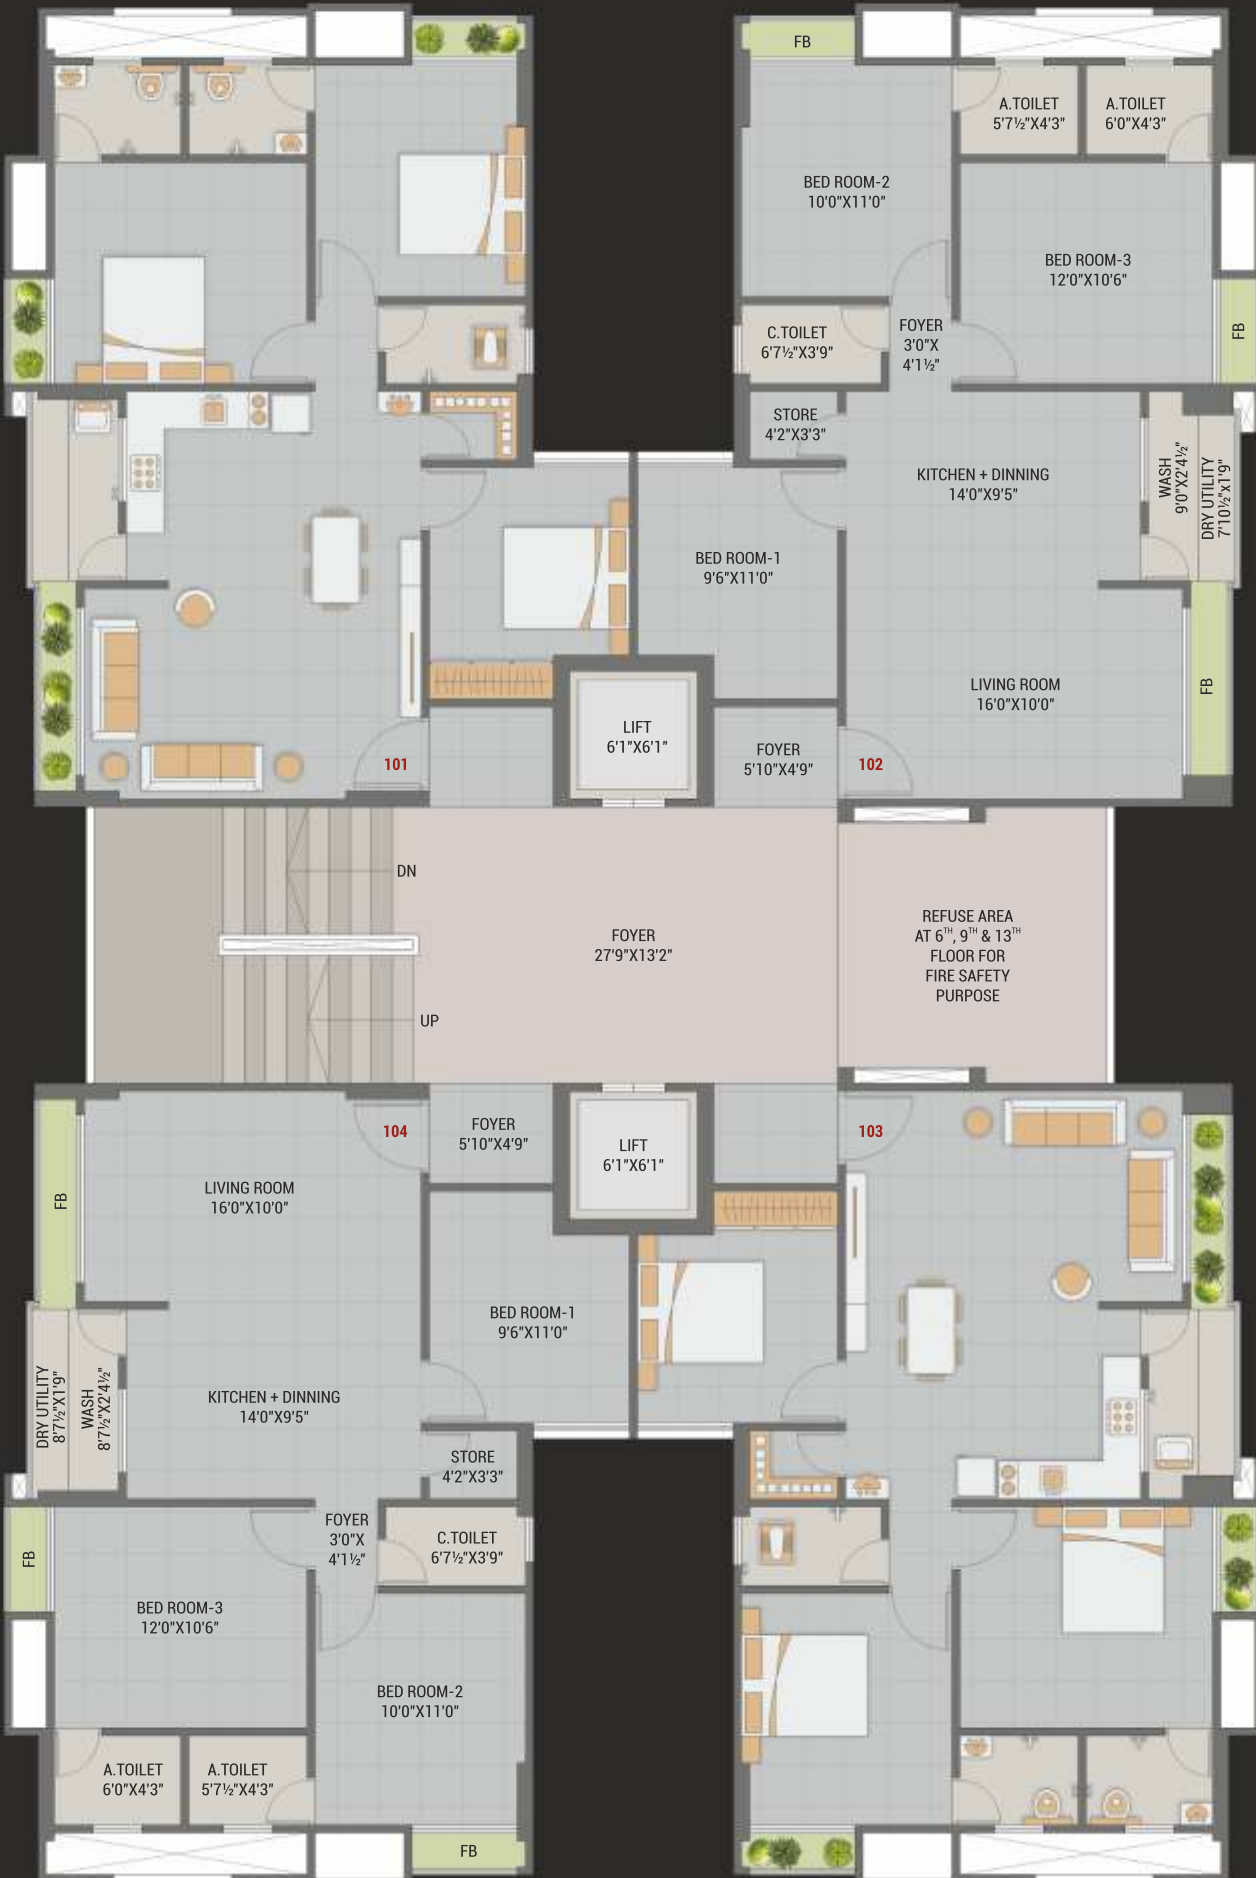 FB
A.TOILET
5'7½"X4'3"
A.TOILET
6'0"X4'3"
BED ROOM-2
10'0"X11'0"
BED ROOM-3
12'0"X10'6"
FB
C.TOILET
6'7½"X3'9"
FOYER
3'0"X
4'1½"
STORE
4'2"X3'3"
KITCHEN + DINNING
14'0"X9'5"
WASH
9'0"X2'4½"
DRY UTILITY
7'10½"x1'9"
BED ROOM-1
9'6"X11'0"
LIVING ROOM
16'0"X10'0"
FB
LIFT
6'1"X6'1"
FOYER
5'10"X4'9"
101
102
DN
FOYER
27'9"X13'2"
REFUSE AREA
AT 6TH, 9TH & 13TH
FLOOR FOR
FIRE SAFETY
PURPOSE
UP
104
FOYER
5'10"X4'9"
LIFT
6'1"X6'1"
103
FB
LIVING ROOM
16'0"X10'0"
BED ROOM-1
9'6"X11'0"
DRY UTILITY
8'7½"X1'9"
WASH
8'7½"X2'4½"
KITCHEN + DINNING
14'0"X9'5"
STORE
4'2"X3'3"
FOYER
3'0"X
4'1½"
C.TOILET
6'7½"X3'9"
FB
BED ROOM-3
12'0"X10'6"
BED ROOM-2
10'0"X11'0"
A.TOILET
6'0"X4'3"
A.TOILET
5'7½"X4'3"
FB